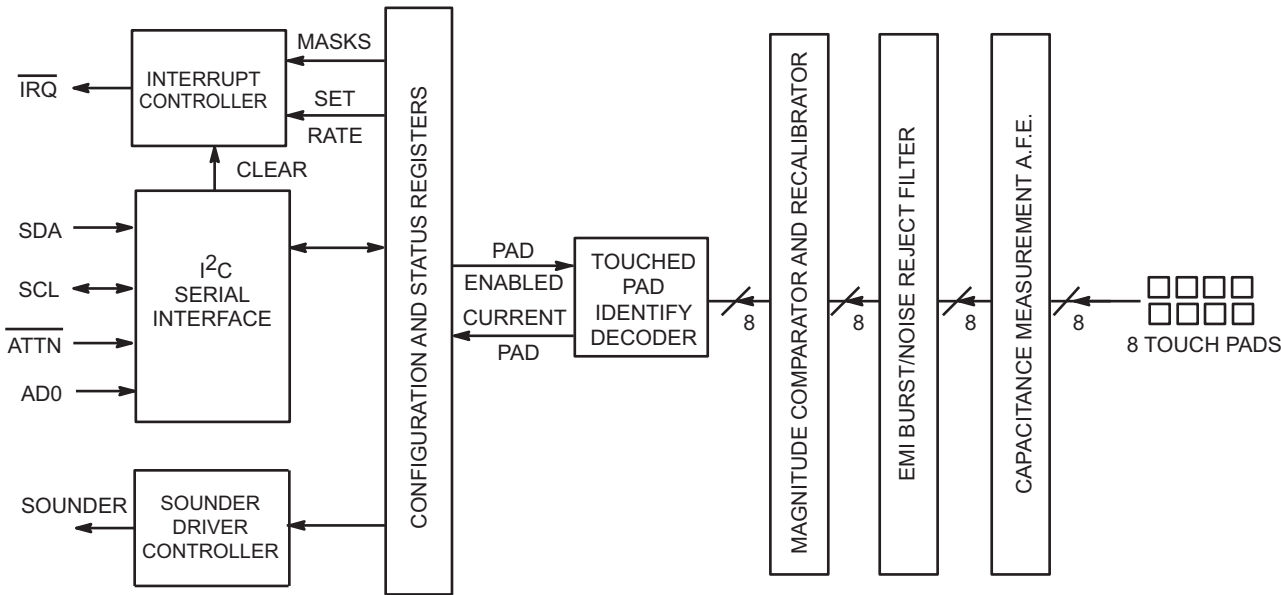 IRQ
INTERRUPT
CONTROLLER
MASKS
SET
RATE
CLEAR
SDA
SCL
ATTN
AD0
I2C
SERIAL
INTERFACE
SOUNDER
SOUNDER
DRIVER
CONTROLLER
CONFIGURATION AND STATUS REGISTERS
PAD
ENABLED
CURRENT
PAD
TOUCHED
PAD
IDENTIFY
DECODER
8
MAGNITUDE COMPARATOR AND RECALIBRATOR
8
EMI BURST/NOISE REJECT FILTER
8
CAPACITANCE MEASUREMENT A.F.E.
8
8 TOUCH PADS